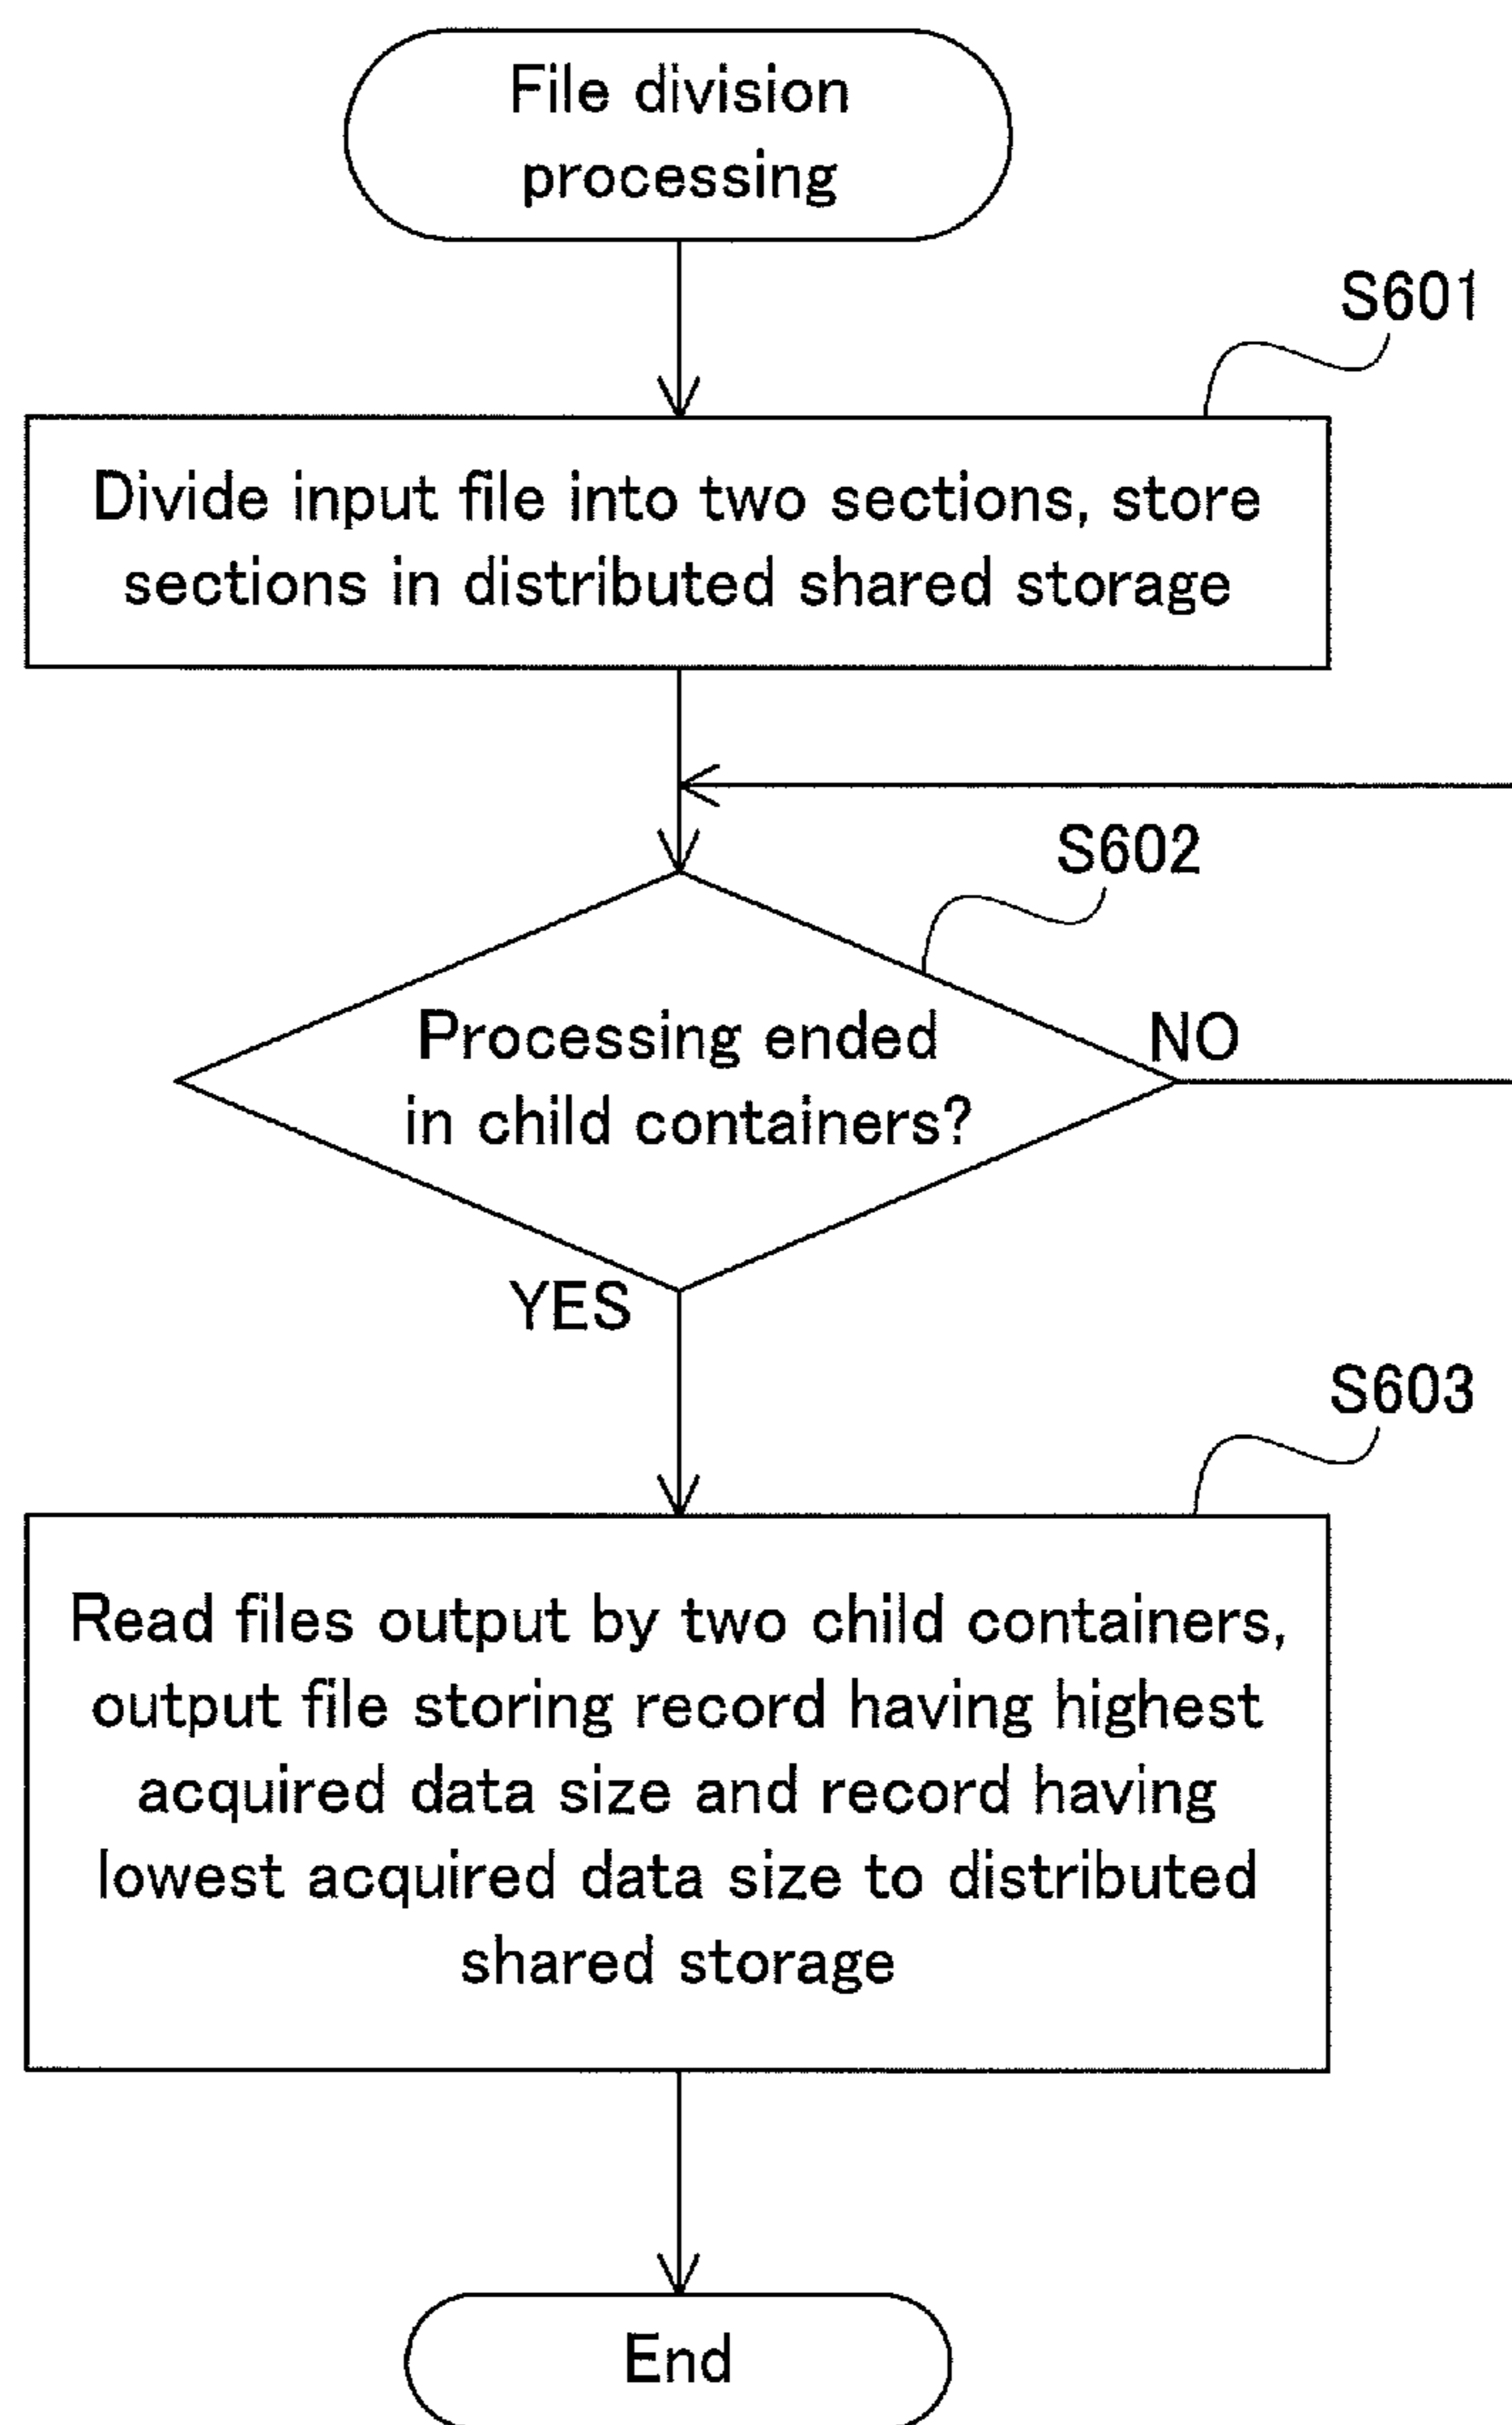 File division
processing
S601
Divide input file into two sections, store
sections in distributed shared storage
S602
Processing ended
in child containers?
NO
YES
S603
Read files output by two child containers,
output file storing record having highest
acquired data size and record having
lowest acquired data size to distributed
shared storage
End